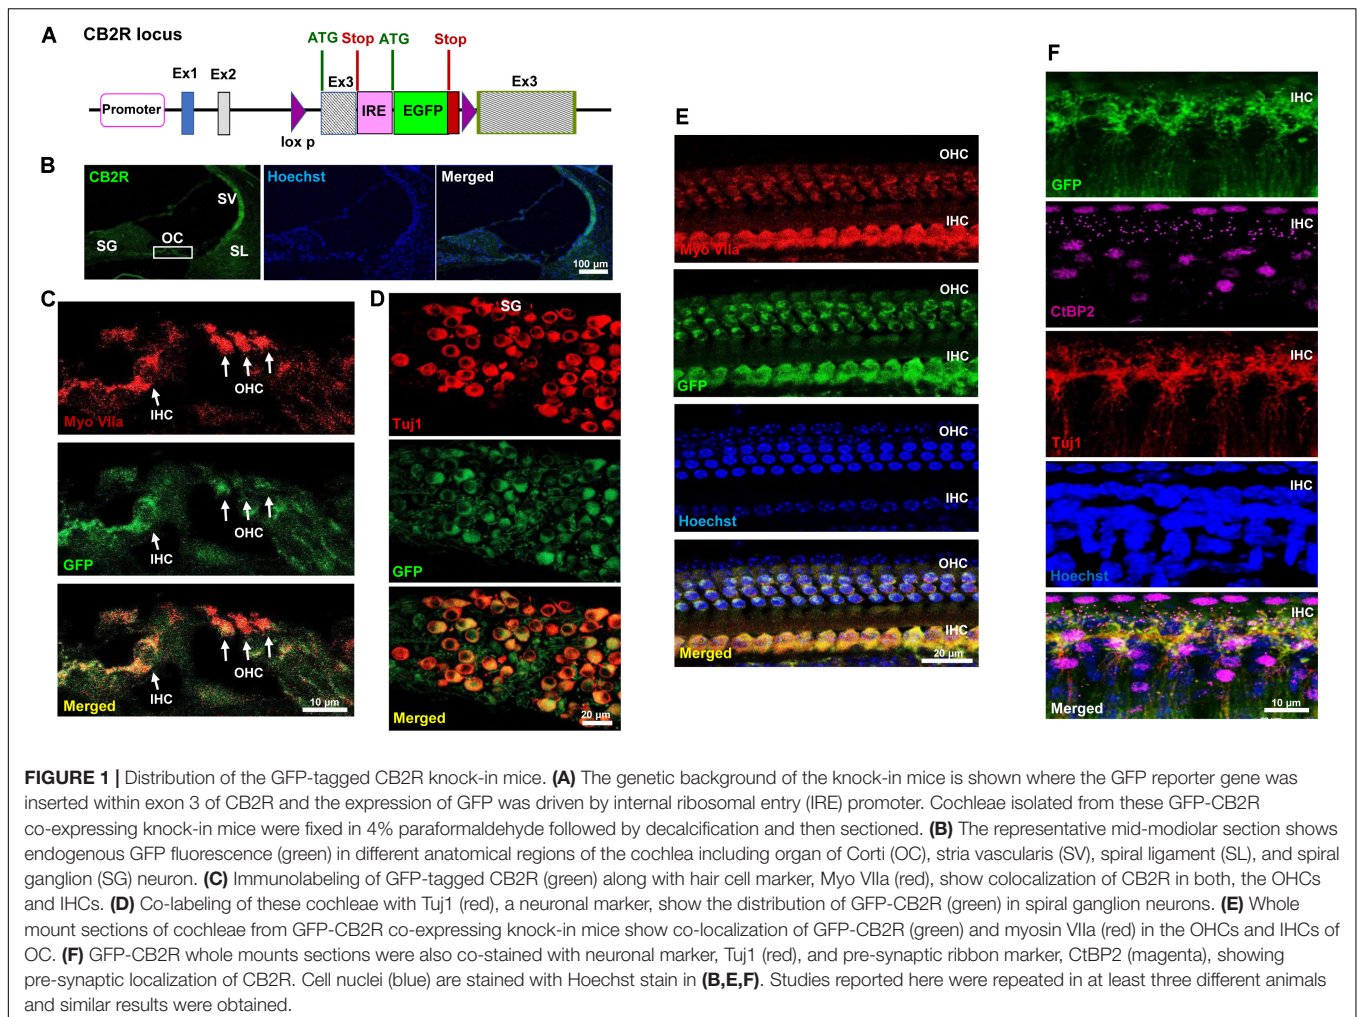 A CB2R locus
ATG Stop ATG Stop
Ex1 Ex2 Ex3 Ex3
Promoter IRE EGFP
lox p
B
CB2R Hoechst Merged
SV
SG OC SL
100 µm
C
Myo VIIa
IHC
OHC
GFP
IHC
OHC
Merged
IHC
OHC
10 µm
D
SG
Tuj1
GFP
Merged
20 µm
E
OHC
IHC
Myo VIIa
OHC
IHC
GFP
OHC
IHC
Hoechst
OHC
IHC
Merged
20 µm
F
IHC
GFP
IHC
CtBP2
IHC
Tuj1
IHC
Hoechst
IHC
Merged
10 µm
FIGURE 1 | Distribution of the GFP-tagged CB2R knock-in mice. (A) The genetic background of the knock-in mice is shown where the GFP reporter gene was
inserted within exon 3 of CB2R and the expression of GFP was driven by internal ribosomal entry (IRE) promoter. Cochleae isolated from these GFP-CB2R
co-expressing knock-in mice were fixed in 4% paraformaldehyde followed by decalcification and then sectioned. (B) The representative mid-modiolar section shows
endogenous GFP fluorescence (green) in different anatomical regions of the cochlea including organ of Corti (OC), stria vascularis (SV), spiral ligament (SL), and spiral
ganglion (SG) neuron. (C) Immunolabeling of GFP-tagged CB2R (green) along with hair cell marker, Myo VIIa (red), show colocalization of CB2R in both, the OHCs
and IHCs. (D) Co-labeling of these cochleae with Tuj1 (red), a neuronal marker, show the distribution of GFP-CB2R (green) in spiral ganglion neurons. (E) Whole
mount sections of cochleae from GFP-CB2R co-expressing knock-in mice show co-localization of GFP-CB2R (green) and myosin VIIa (red) in the OHCs and IHCs of
OC. (F) GFP-CB2R whole mounts sections were also co-stained with neuronal marker, Tuj1 (red), and pre-synaptic ribbon marker, CtBP2 (magenta), showing
pre-synaptic localization of CB2R. Cell nuclei (blue) are stained with Hoechst stain in (B,E,F). Studies reported here were repeated in at least three different animals
and similar results were obtained.